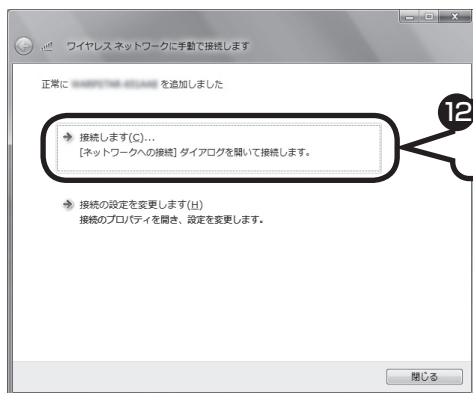 ワイヤレス ネットワークに手動で接続します
正常に を追加しました
12
接続します(C)...
[ネットワークへの接続] ダイアログを開いて接続します。
接続の設定を変更します(H)
接続のプロパティを開き、設定を変更します。
閉じる